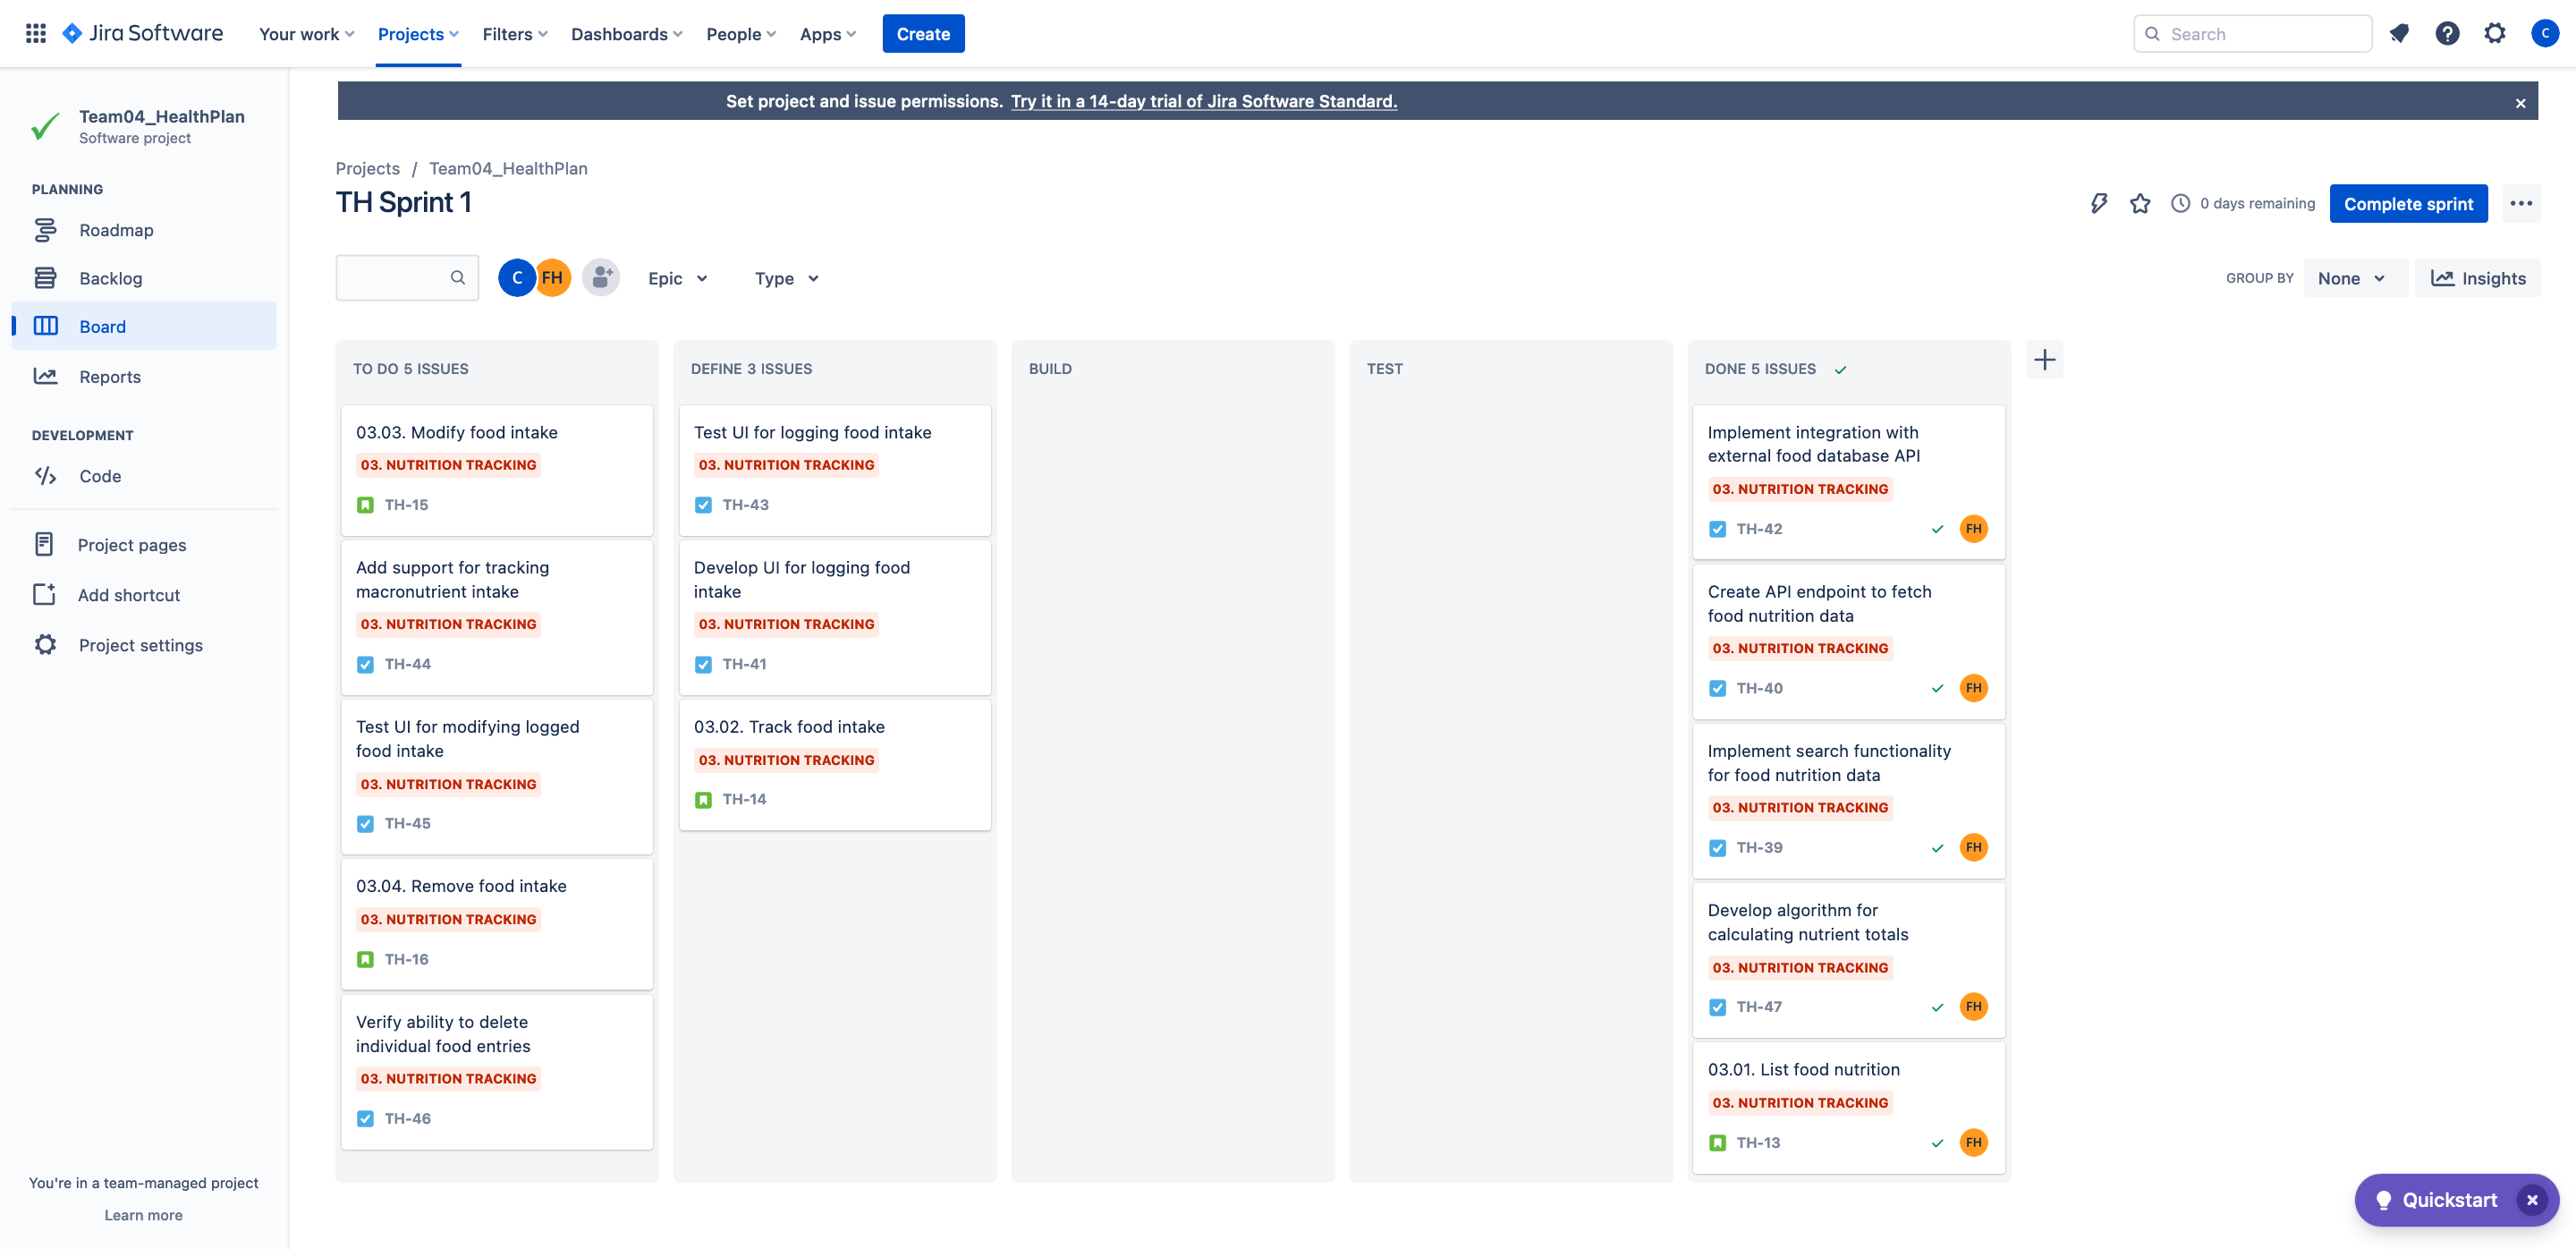 Jira Software
Your work
Projects
Filters
Dashboards
People
Apps
Create
Search
C
Team04_HealthPlan
Software project
PLANNING
Roadmap
Backlog
Board
Reports
DEVELOPMENT
Code
Project pages
Add shortcut
Project settings
You're in a team-managed project
Learn more
Set project and issue permissions. Try it in a 14-day trial of Jira Software Standard.
Projects / Team04_HealthPlan
TH Sprint 1
0 days remaining
Complete sprint
C
FH
Epic
Type
GROUP BY
None
Insights
TO DO 5 ISSUES
03.03. Modify food intake
03. NUTRITION TRACKING
TH-15
Add support for tracking
macronutrient intake
03. NUTRITION TRACKING
TH-44
Test UI for modifying logged
food intake
03. NUTRITION TRACKING
TH-45
03.04. Remove food intake
03. NUTRITION TRACKING
TH-16
Verify ability to delete
individual food entries
03. NUTRITION TRACKING
TH-46
DEFINE 3 ISSUES
Test UI for logging food intake
03. NUTRITION TRACKING
TH-43
Develop UI for logging food
intake
03. NUTRITION TRACKING
TH-41
03.02. Track food intake
03. NUTRITION TRACKING
TH-14
BUILD
TEST
DONE 5 ISSUES
Implement integration with
external food database API
03. NUTRITION TRACKING
TH-42
FH
Create API endpoint to fetch
food nutrition data
03. NUTRITION TRACKING
TH-40
FH
Implement search functionality
for food nutrition data
03. NUTRITION TRACKING
TH-39
FH
Develop algorithm for
calculating nutrient totals
03. NUTRITION TRACKING
TH-47
FH
03.01. List food nutrition
03. NUTRITION TRACKING
TH-13
FH
Quickstart